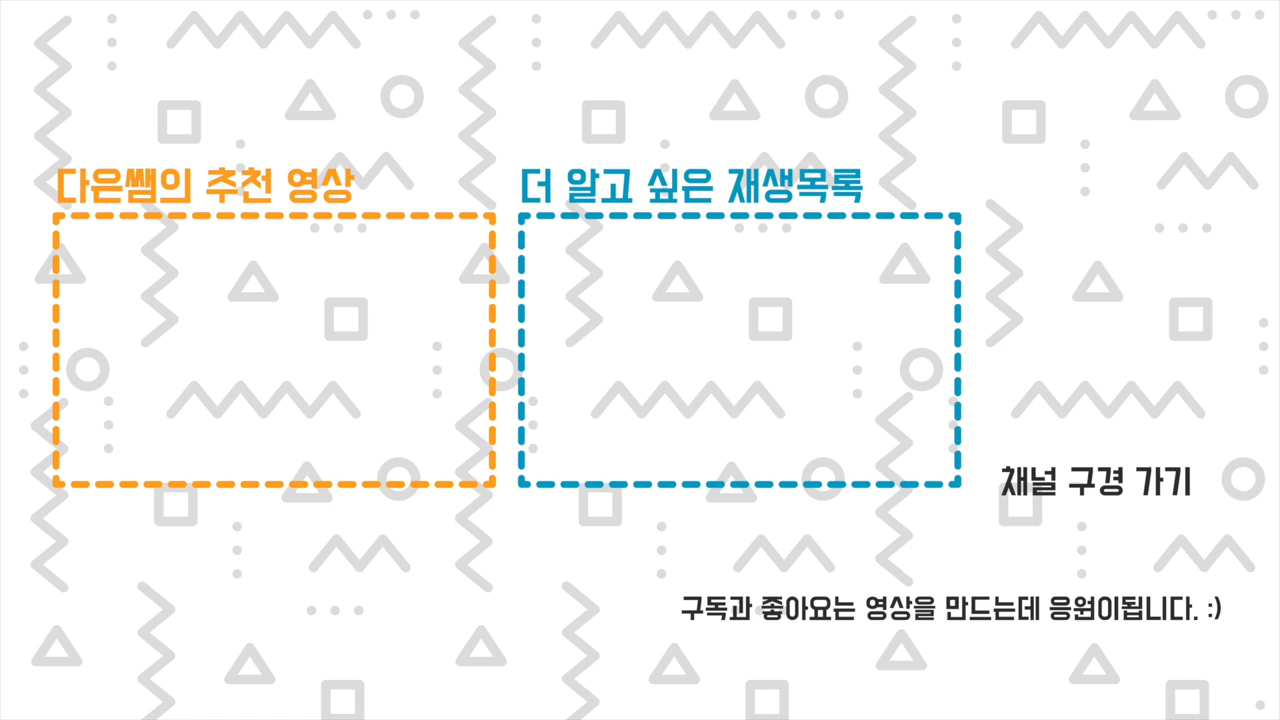 다은쌤의 추천 영상
더 알고 싶은 재생목록
채널 구경 가기
구독과 좋아요는 영상을 만드는데 응원이됩니다. :)